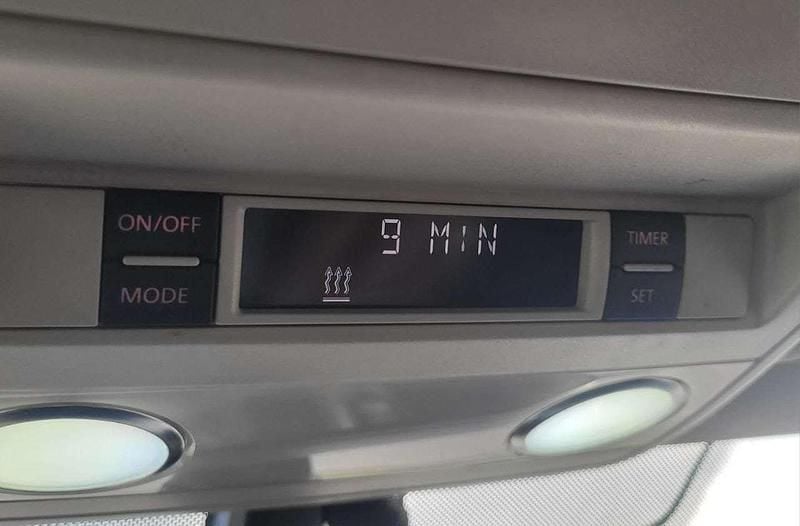 ON/OFF
MODE
9 MIN
TIMER
SET